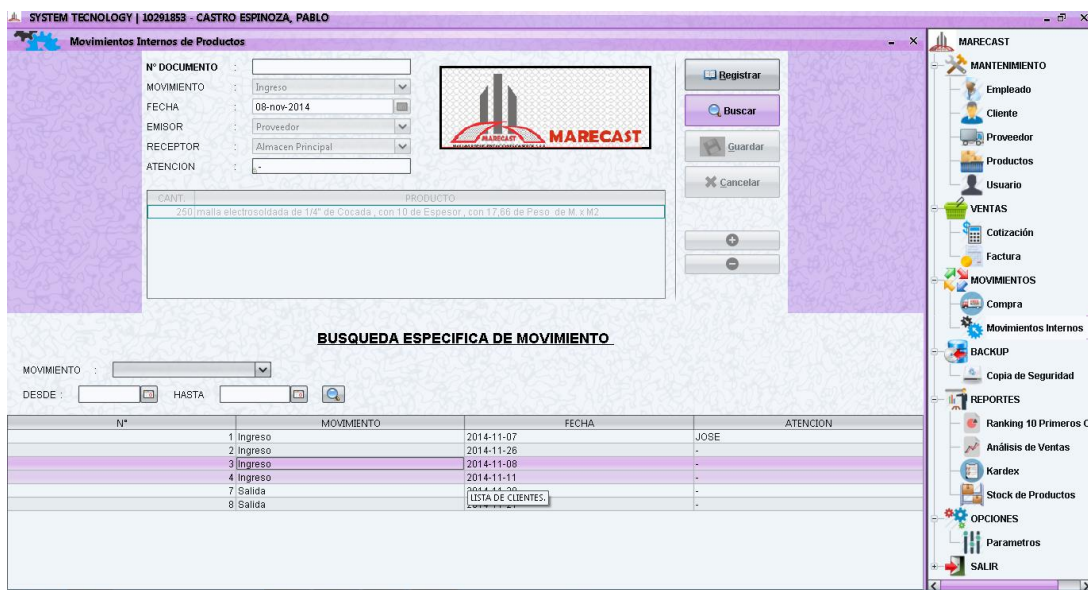 SYSTEM TECNOLOGY | 10291853 - CASTRO ESPINOZA, PABLO
Movimientos Internos de Productos
N° DOCUMENTO :
MOVIMIENTO : Ingreso
FECHA : 08-nov-2014
EMISOR : Proveedor
RECEPTOR : Almacen Principal
ATENCION : -
MARECAST
MARECAST
Registrar
Buscar
Guardar
Cancelar
CANT. PRODUCTO
250 malla electrosoldada de 1/4" de Cocada , con 10 de Espesor , con 17,66 de Peso de M. x M2
BUSQUEDA ESPECIFICA DE MOVIMIENTO
MOVIMIENTO :
DESDE : HASTA
N° MOVIMIENTO FECHA ATENCION
1 Ingreso 2014-11-07 JOSE
2 Ingreso 2014-11-26 -
3 Ingreso 2014-11-08 -
4 Ingreso 2014-11-11 -
7 Salida -
8 Salida -
LISTA DE CLIENTES.
MARECAST
MANTENIMIENTO
Empleado
Cliente
Proveedor
Productos
Usuario
VENTAS
Cotización
Factura
MOVIMIENTOS
Compra
Movimientos Internos
BACKUP
Copia de Seguridad
REPORTES
Ranking 10 Primeros C
Análisis de Ventas
Kardex
Stock de Productos
OPCIONES
Parametros
SALIR